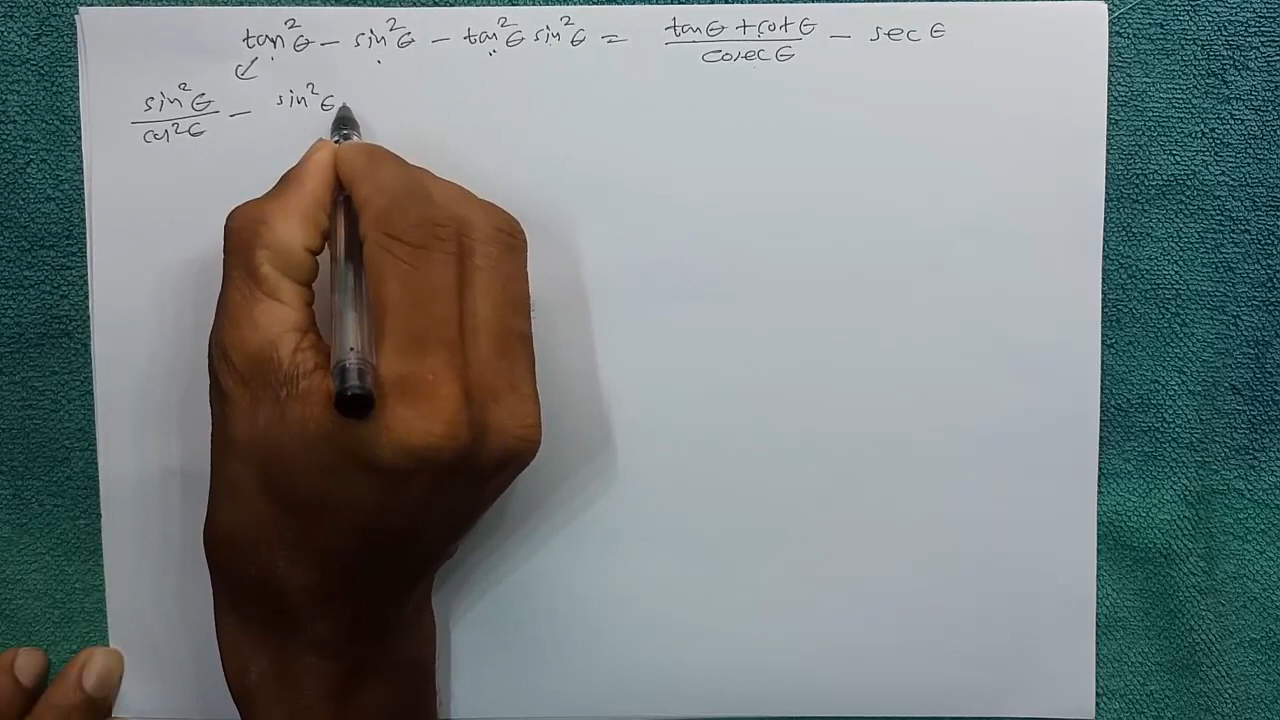 tan²θ - sin²θ - tan²θ sin²θ = (tanθ + cotθ)/cosecθ - secθ
sin²θ/cos²θ - sin²θ